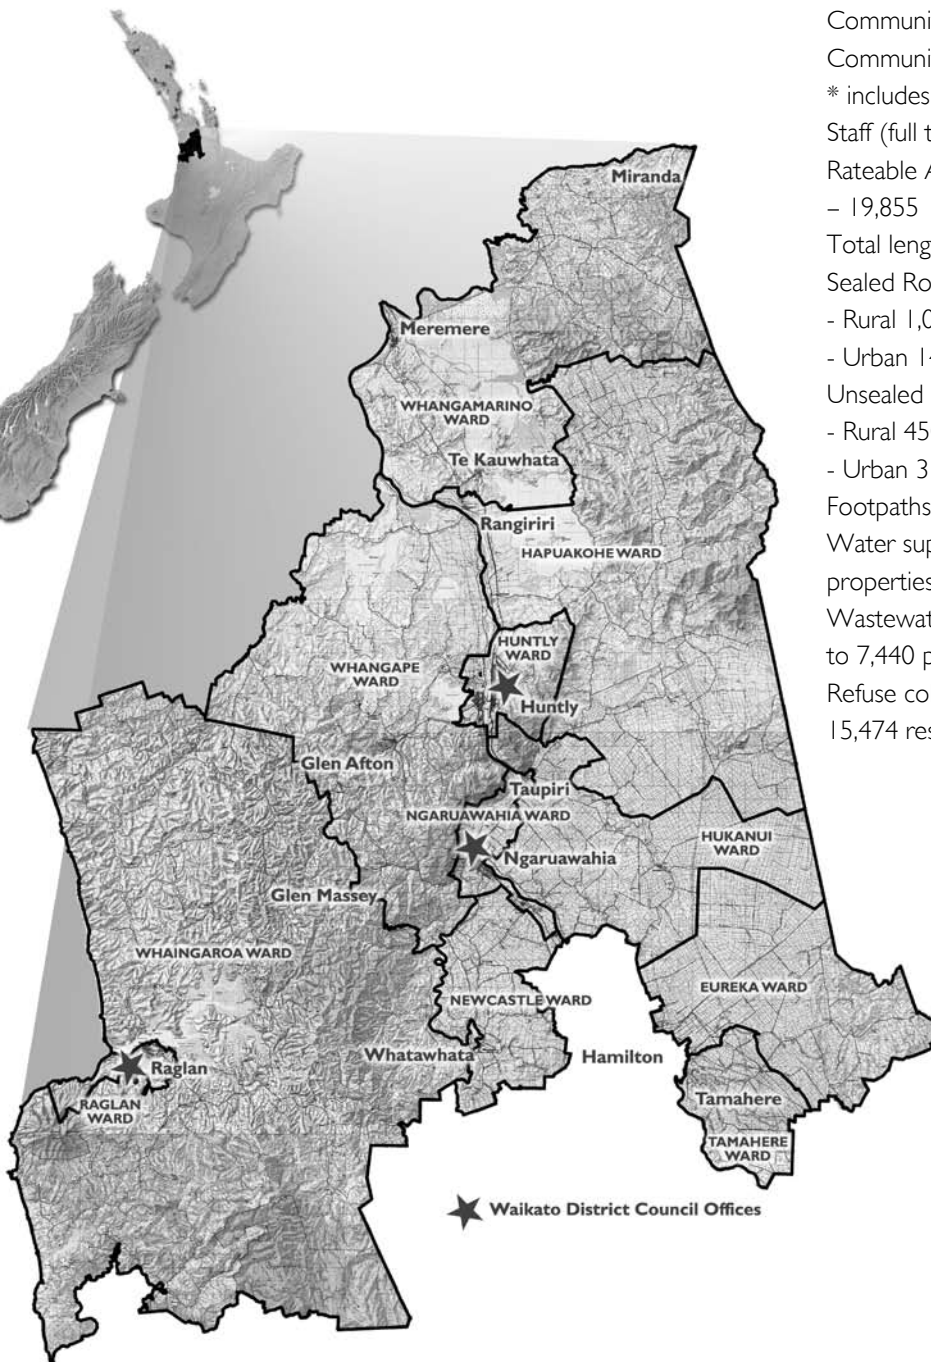 Miranda
Meremere
WHANGAMARINO
WARD
Te Kauwhata
Rangiriri
HAPUAKOHE WARD
HUNTLY
WARD
WHANGAPE
WARD
Huntly
Glen Afton
Taupiri
NGARUAWAHIA WARD
HUKANUI
WARD
Ngaruawahia
Glen Massey
WHAINGAROA WARD
EUREKA WARD
NEWCASTLE WARD
Whatawhata
Hamilton
Raglan
RAGLAN
WARD
Tamahere
TAMAHERE
WARD
Waikato District Council Offices
Communi
Communi
* includes
Staff (full t
Rateable A
– 19,855
Total leng
Sealed Ro
- Rural 1,0
- Urban 14
Unsealed
- Rural 45
- Urban 3
Footpaths
Water sup
properties
Wastewat
to 7,440 p
Refuse co
15,474 res